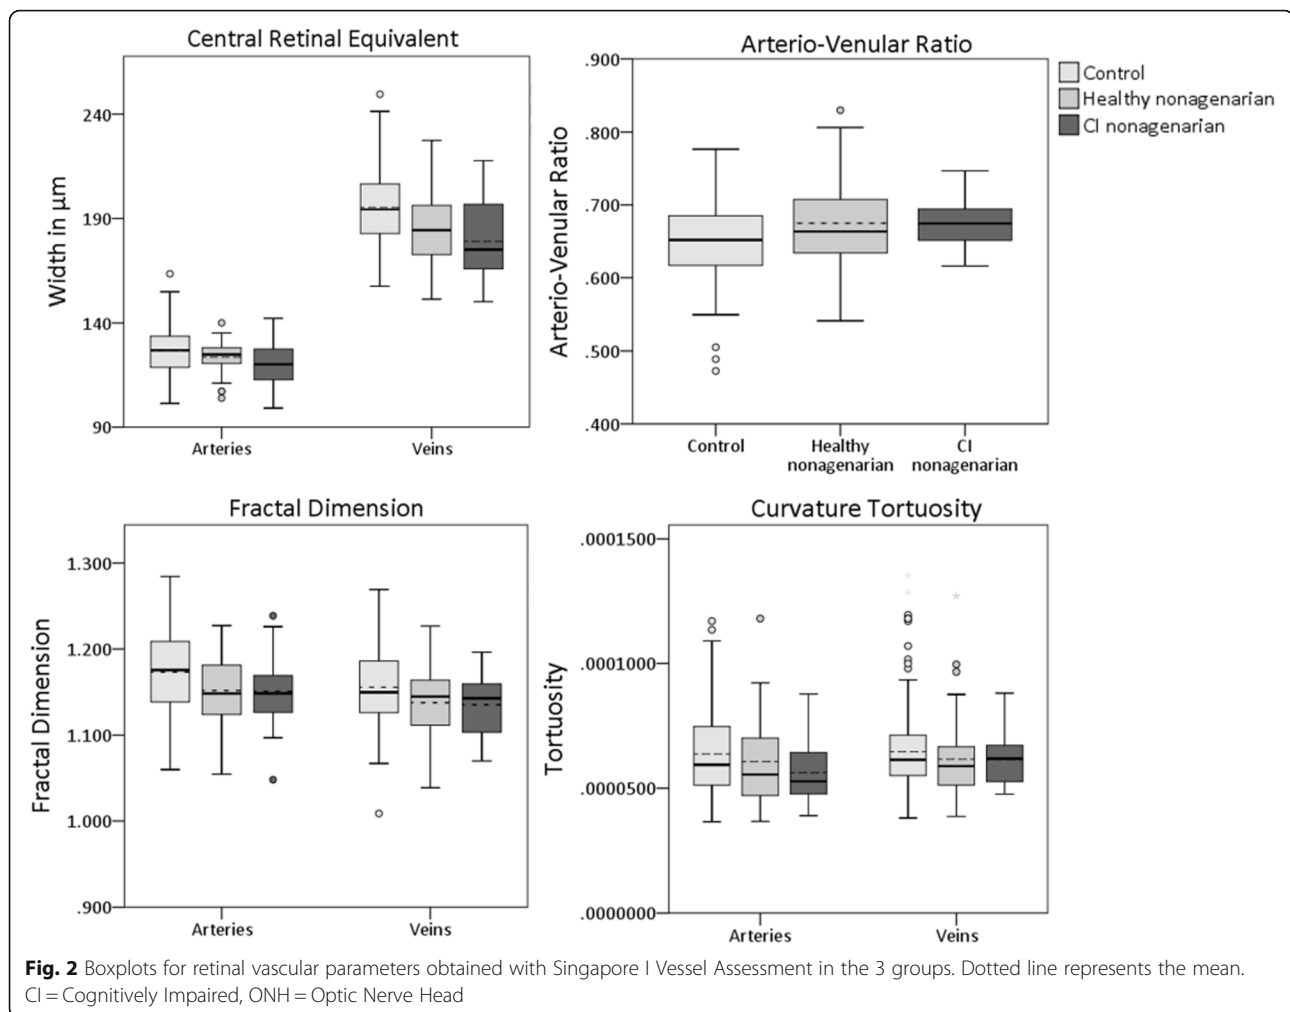 Central Retinal Equivalent
Width in µm
240
190
140
90
Arteries
Veins
Arterio-Venular Ratio
Arterio-Venular Ratio
.900
.800
.700
.600
.500
.400
Control
Healthy
nonagenarian
CI
nonagenarian
Control
Healthy nonagenarian
CI nonagenarian
Fractal Dimension
Fractal Dimension
1.300
1.200
1.100
1.000
.900
Arteries
Veins
Curvature Tortuosity
Tortuosity
.0001500
.0001000
.0000500
.0000000
Arteries
Veins
Fig. 2 Boxplots for retinal vascular parameters obtained with Singapore I Vessel Assessment in the 3 groups. Dotted line represents the mean.
CI = Cognitively Impaired, ONH = Optic Nerve Head